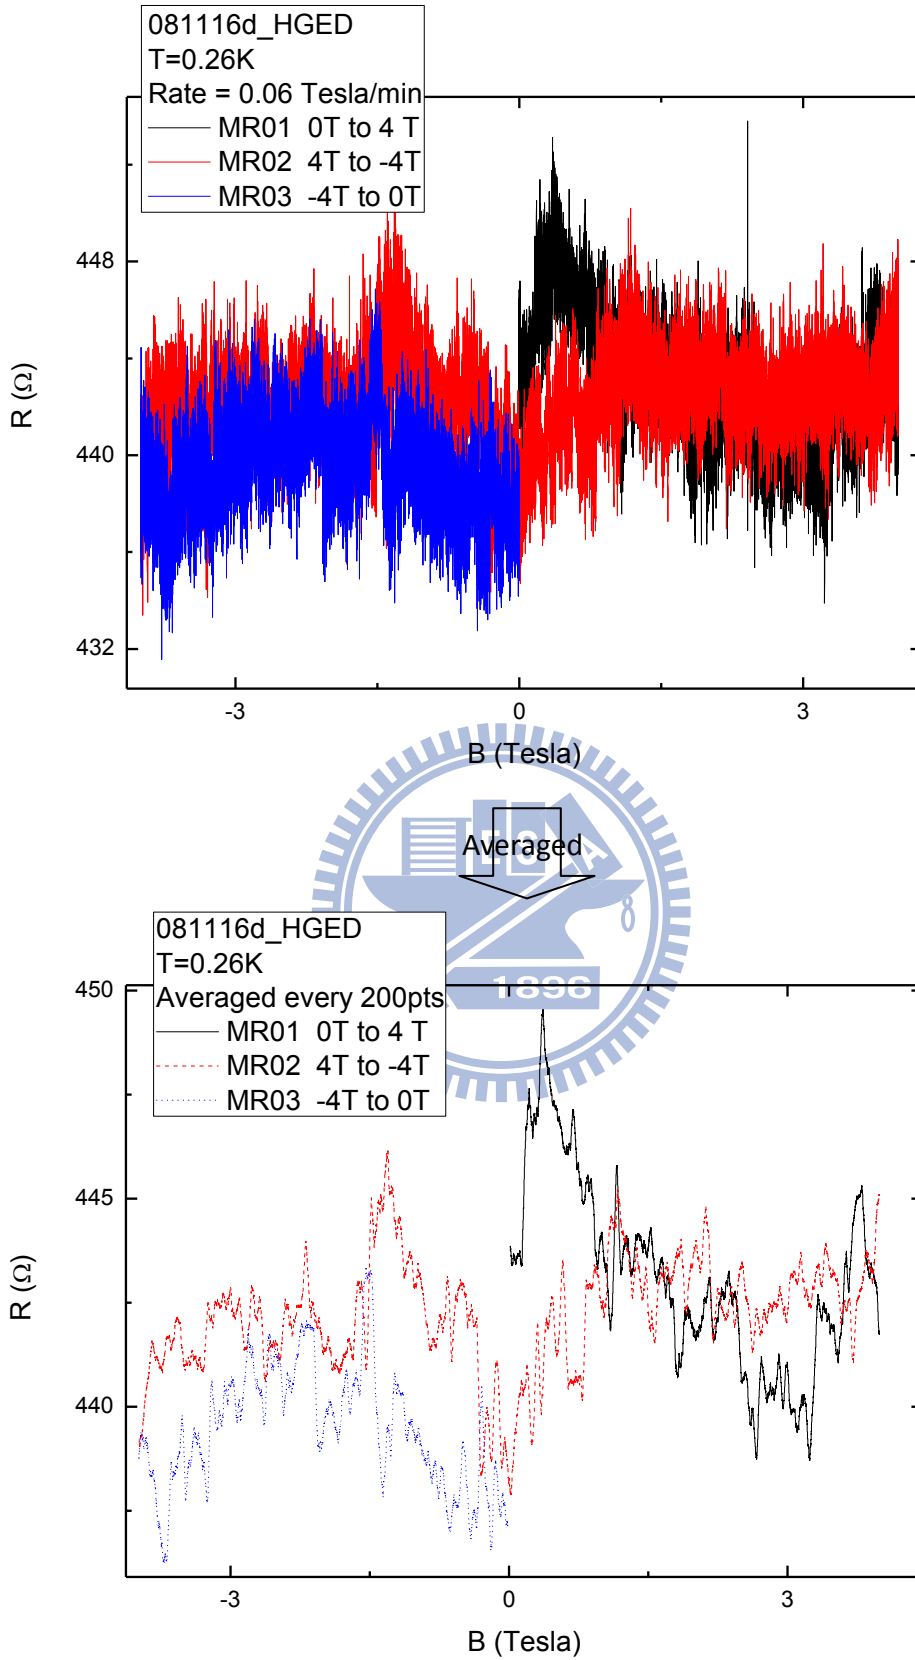 081116d_HGED
T=0.26K
Rate = 0.06 Tesla/min
MR01 0T to 4 T
MR02 4T to -4T
MR03 -4T to 0T
448
440
432
R (Ω)
-3 0 3
B (Tesla)
Averaged
1896
081116d_HGED
T=0.26K
Averaged every 200pts
MR01 0T to 4 T
MR02 4T to -4T
MR03 -4T to 0T
450
445
440
R (Ω)
-3 0 3
B (Tesla)